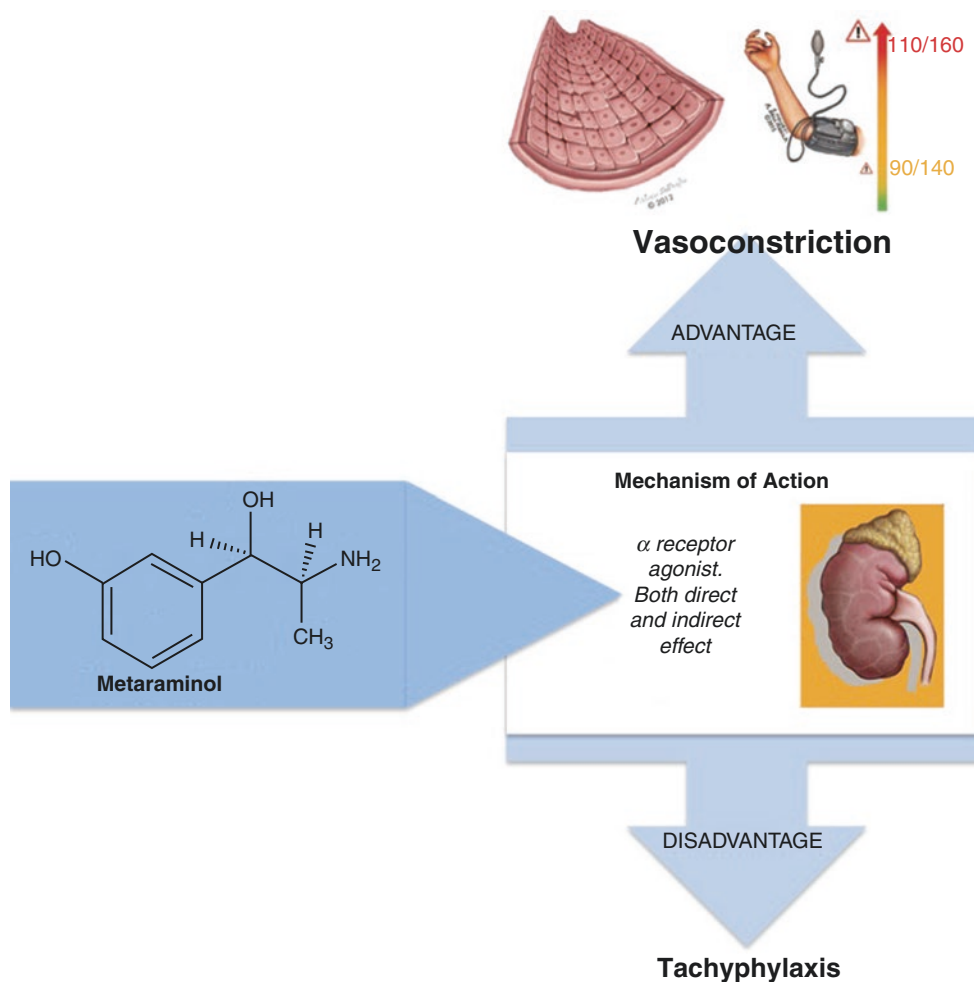 110/160
90/140
© 2012
Vasoconstriction
ADVANTAGE
Mechanism of Action
α receptor
agonist.
Both direct
and indirect
effect
OH
H
H
HO
NH₂
CH₃
Metaraminol
DISADVANTAGE
Tachyphylaxis